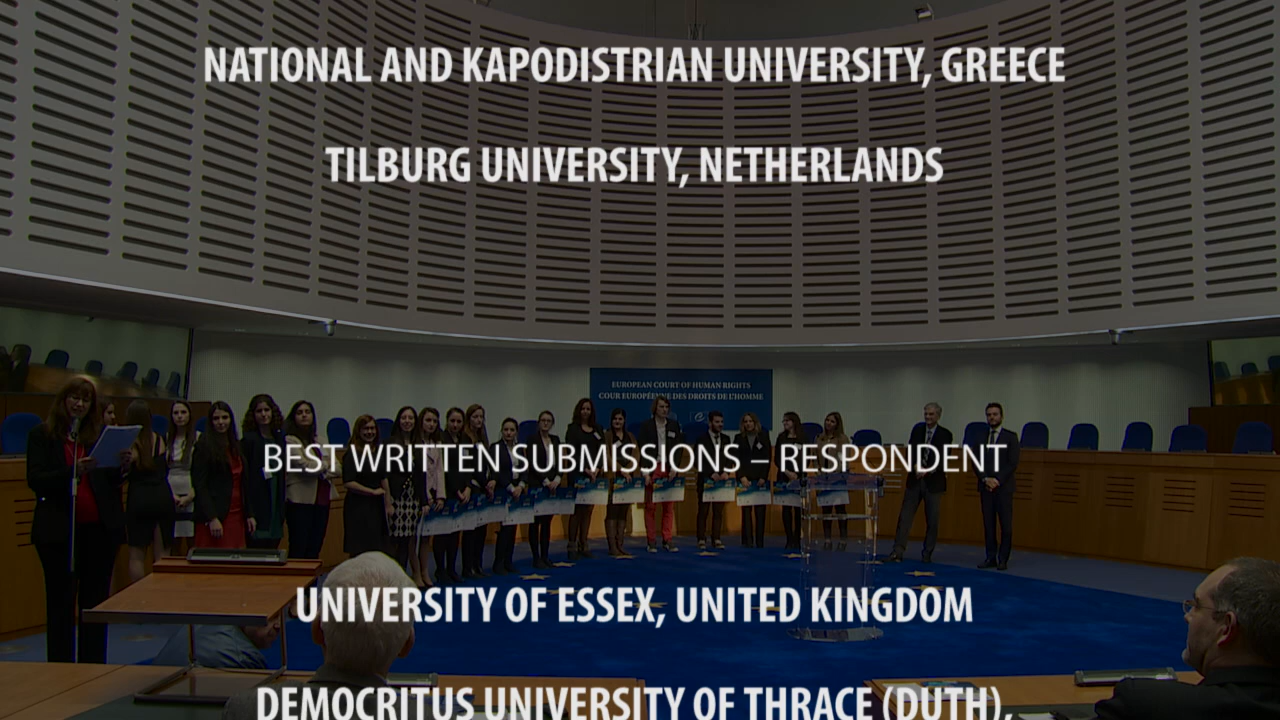 NATIONAL AND KAPODISTRIAN UNIVERSITY, GREECE
TILBURG UNIVERSITY, NETHERLANDS
EUROPEAN COURT OF HUMAN RIGHTS
COUR EUROPÉENNE DES DROITS DE L'HOMME
BEST WRITTEN SUBMISSIONS – RESPONDENT
UNIVERSITY OF ESSEX, UNITED KINGDOM
DEMOCRITUS UNIVERSITY OF THRACE (DUTH),